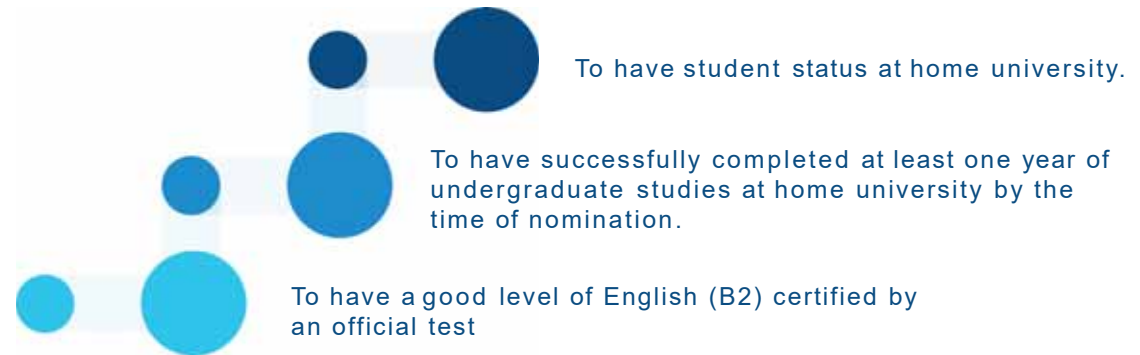 To have student status at home university.
To have successfully completed at least one year of
undergraduate studies at home university by the
time of nomination.
To have a good level of English (B2) certified by
an official test